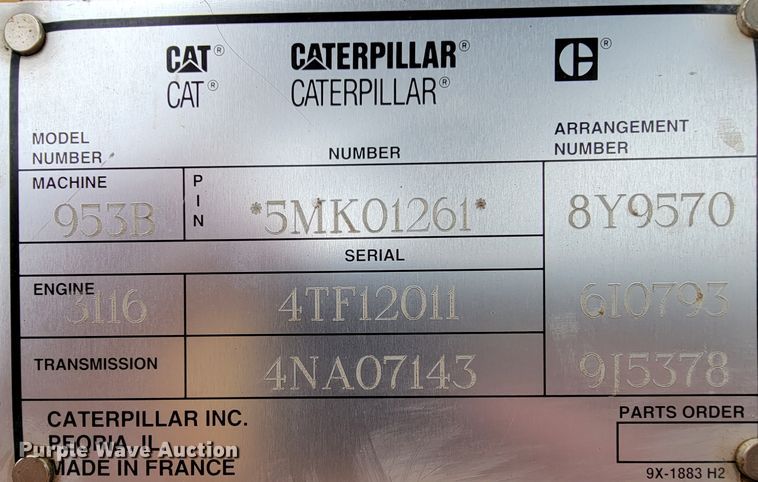 CAT® CATERPILLAR® C®
CAT® CATERPILLAR®
MODEL NUMBER
NUMBER
ARRANGEMENT NUMBER
MACHINE
953B
PIN
*5MK01261*
8Y9570
SERIAL
ENGINE
3116
4TF12011
6I0793
TRANSMISSION
4NA07143
9J5378
CATERPILLAR INC.
PEORIA, IL
MADE IN FRANCE
PARTS ORDER
9X-1883 H2
Purple Wave Auction